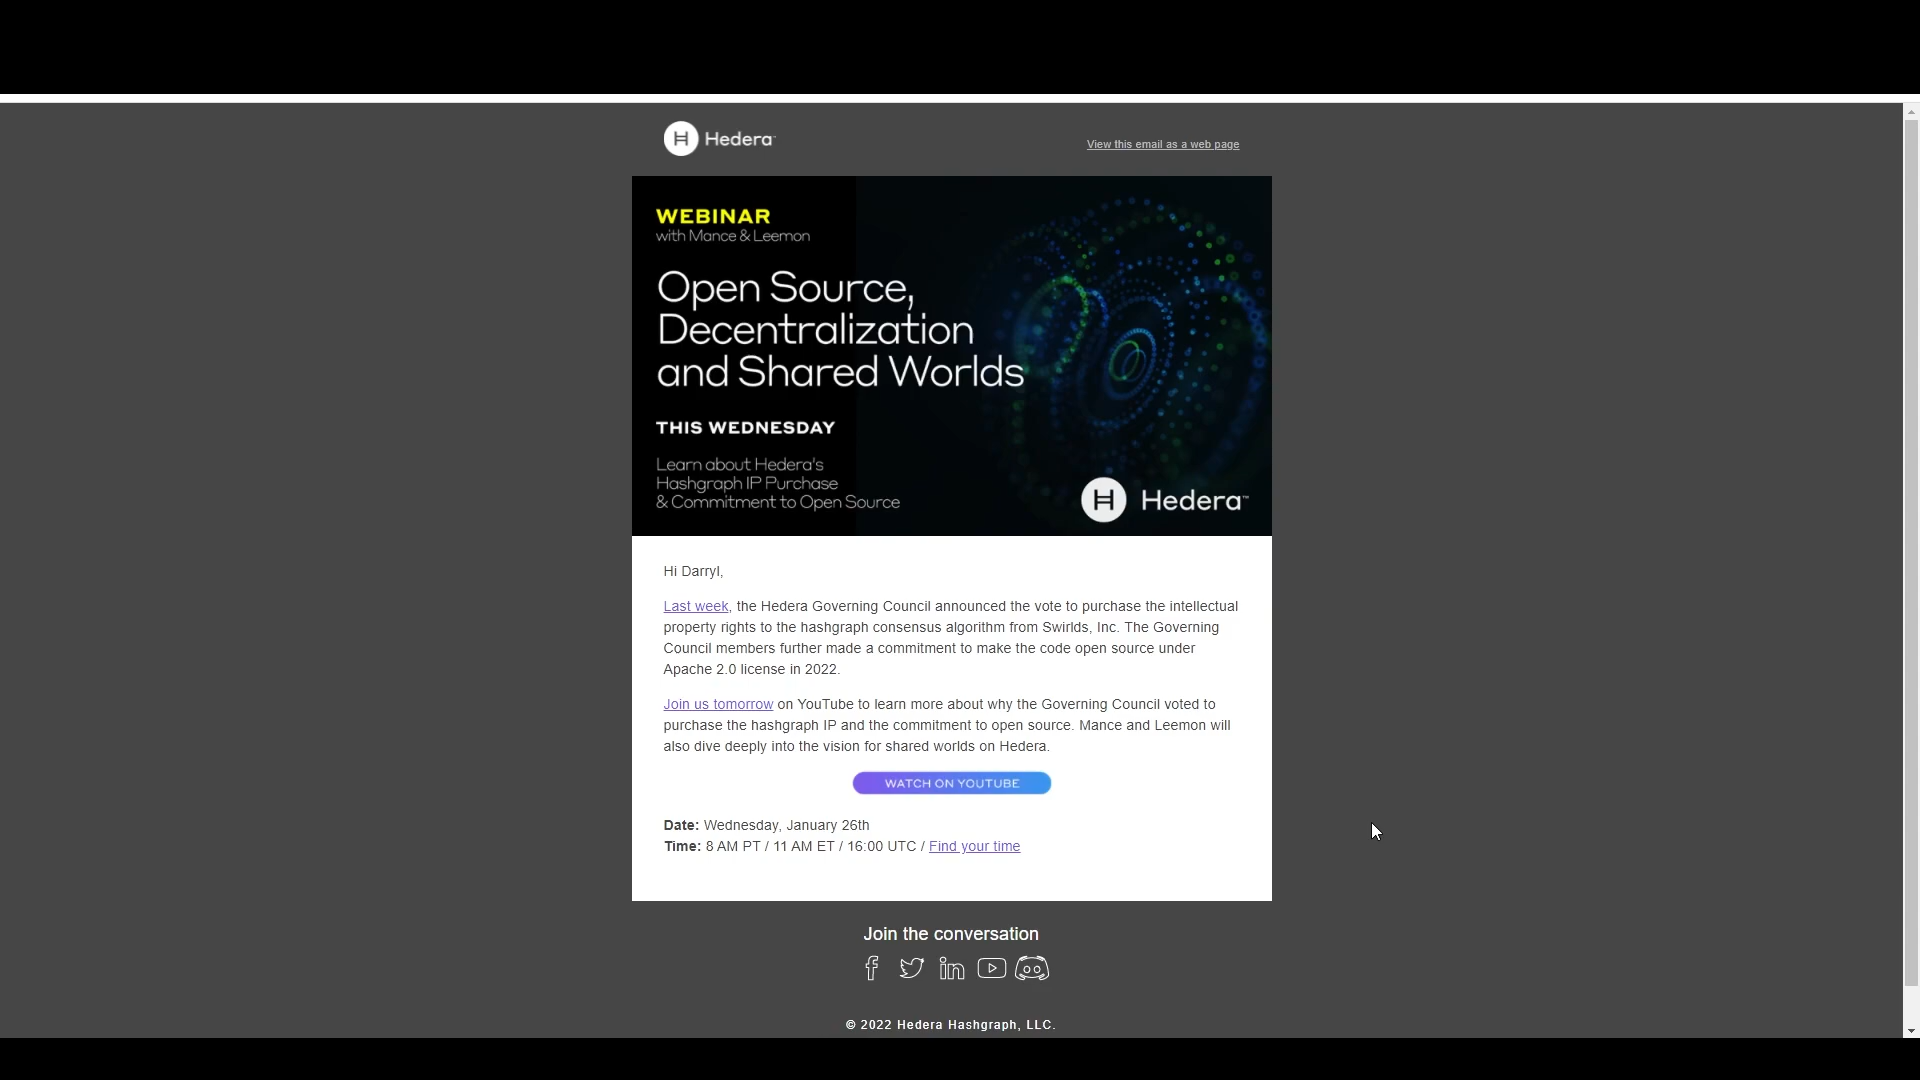 Hedera™
View this email as a web page
WEBINAR
with Mance & Leemon
Open Source,
Decentralization
and Shared Worlds
THIS WEDNESDAY
Learn about Hedera's
Hashgraph IP Purchase
& Commitment to Open Source
Hedera™
Hi Darryl,
Last week, the Hedera Governing Council announced the vote to purchase the intellectual
property rights to the hashgraph consensus algorithm from Swirlds, Inc. The Governing
Council members further made a commitment to make the code open source under
Apache 2.0 license in 2022.
Join us tomorrow on YouTube to learn more about why the Governing Council voted to
purchase the hashgraph IP and the commitment to open source. Mance and Leemon will
also dive deeply into the vision for shared worlds on Hedera.
WATCH ON YOUTUBE
Date: Wednesday, January 26th
Time: 8 AM PT / 11 AM ET / 16:00 UTC / Find your time
Join the conversation
© 2022 Hedera Hashgraph, LLC.